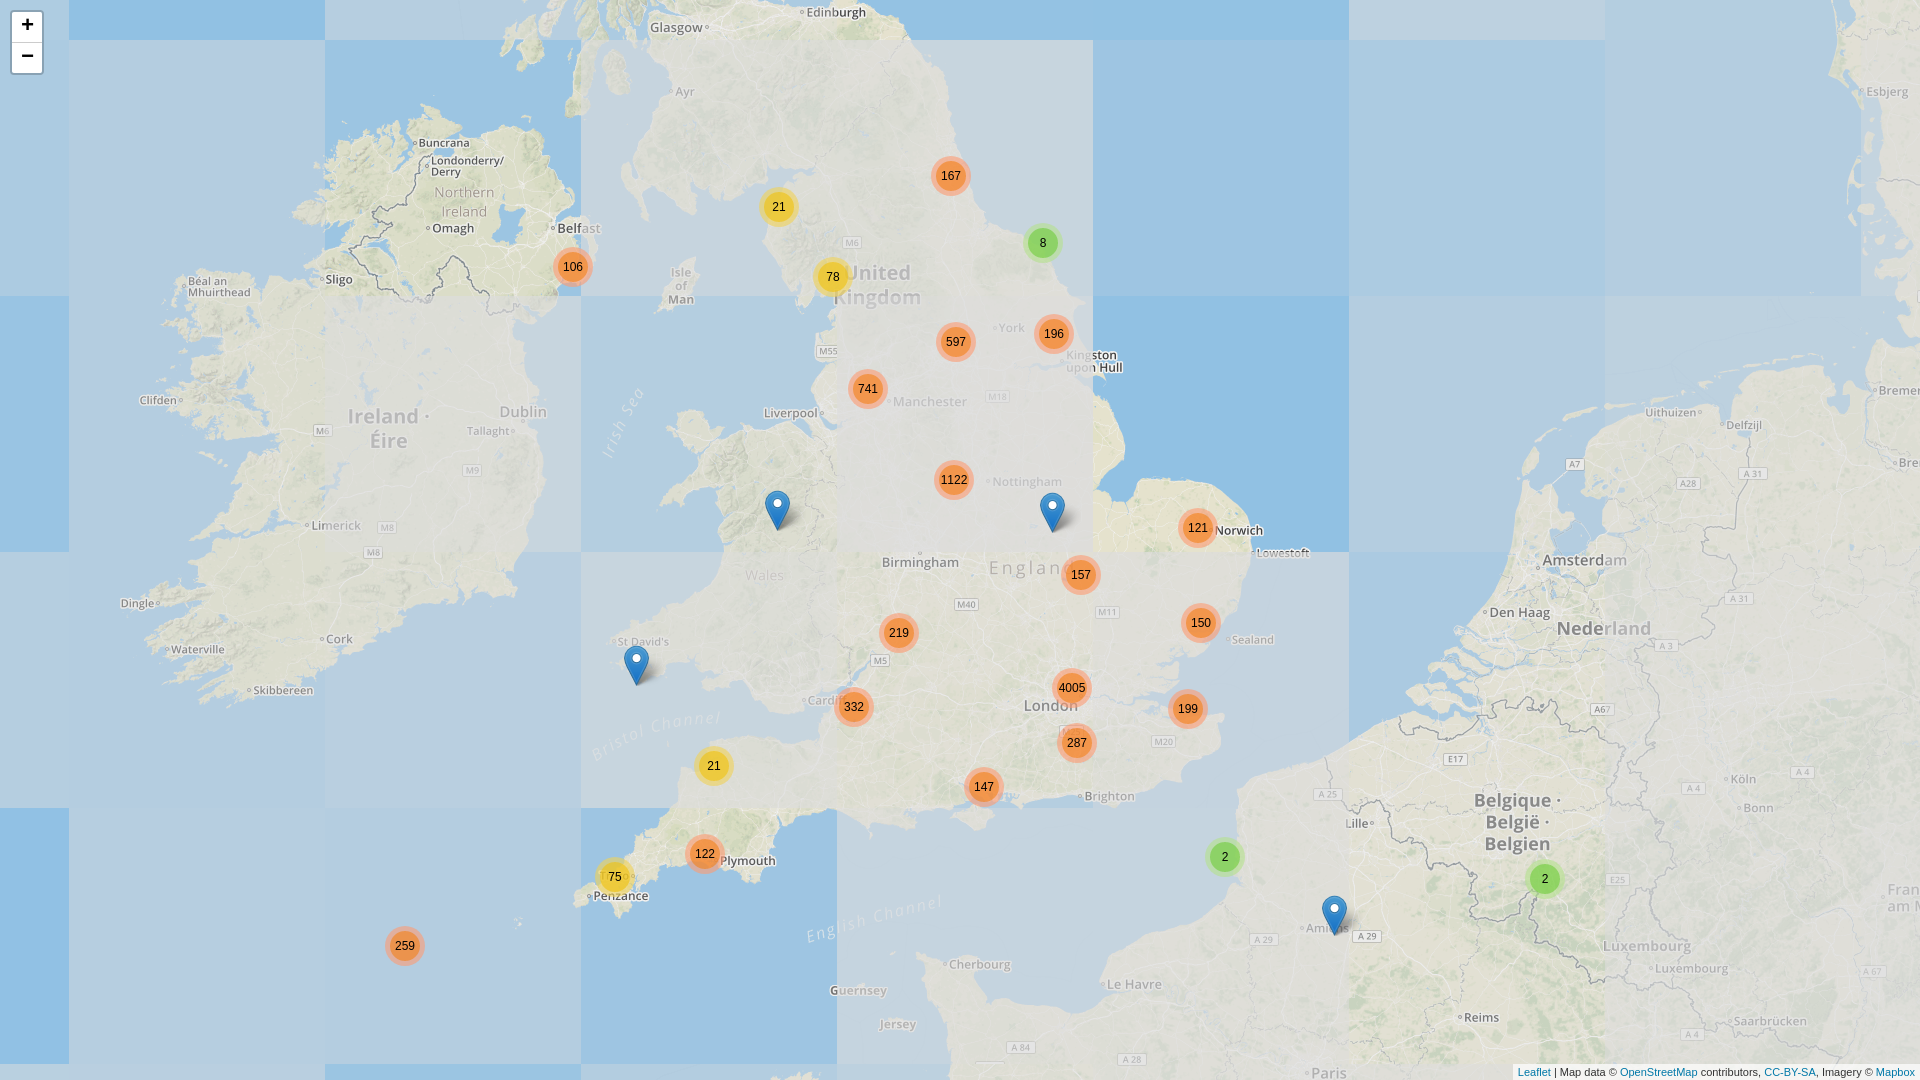 +
−
Edinburgh
Glasgow
Ayr
Esbjerg
Buncrana
Londonderry/
Derry
Northern
Ireland
Omagh
Belfast
167
21
8
106
Sligo
Béal an
Mhuirthead
Isle
of
Man
M6
78
United
Kingdom
York
196
597
M55
Kingston
upon Hull
741
Manchester
M18
Liverpool
Clifden
Ireland ·
Éire
Dublin
Tallaght
M6
M9
Irish Sea
Uithuizen
Delfzijl
A7
A 31
A28
1122
Nottingham
Limerick
M8
M8
121
Norwich
Lowestoft
Birmingham
157
Wales
Amsterdam
Dingle
M40
M11
A 31
Den Haag
Nederland
Cork
Waterville
St David's
219
150
Sealand
A 3
M5
Skibbereen
4005
London
Cardiff
332
199
A67
Bristol Channel
287
M20
E17
21
147
Brighton
A 25
Köln
A 4
A 4
Bonn
Belgique ·
België ·
Belgien
Lille
122
Plymouth
75
Penzance
2
2
E25
English Channel
259
Amiens
A 29
A 29
Luxembourg
Luxembourg
A 67
Cherbourg
Le Havre
Guernsey
Jersey
Reims
Saarbrücken
A 84
A 28
A 4
A 4
Paris
Leaflet | Map data © OpenStreetMap contributors, CC-BY-SA, Imagery © Mapbox